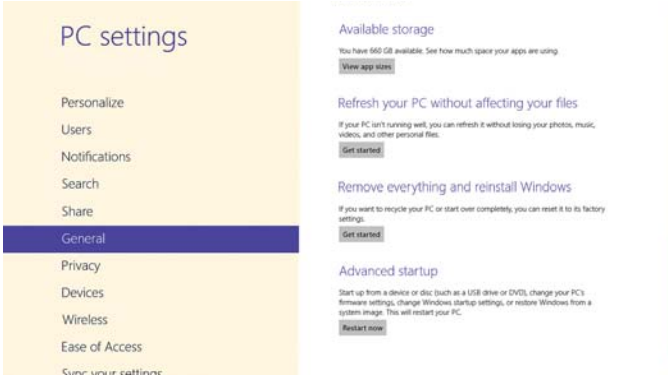 PC settings
Personalize
Users
Notifications
Search
Share
General
Privacy
Devices
Wireless
Ease of Access
Sync your settings
Available storage
You have 660 GB available. See how much space your apps are using.
View app sizes
Refresh your PC without affecting your files
If your PC isn't running well, you can refresh it without losing your photos, music,
videos, and other personal files.
Get started
Remove everything and reinstall Windows
If you want to recycle your PC or start over completely, you can reset it to its factory
settings.
Get started
Advanced startup
Start up from a device or disc (such as a USB drive or DVD), change your PC's
firmware settings, change Windows startup settings, or restore Windows from a
system image. This will restart your PC.
Restart now